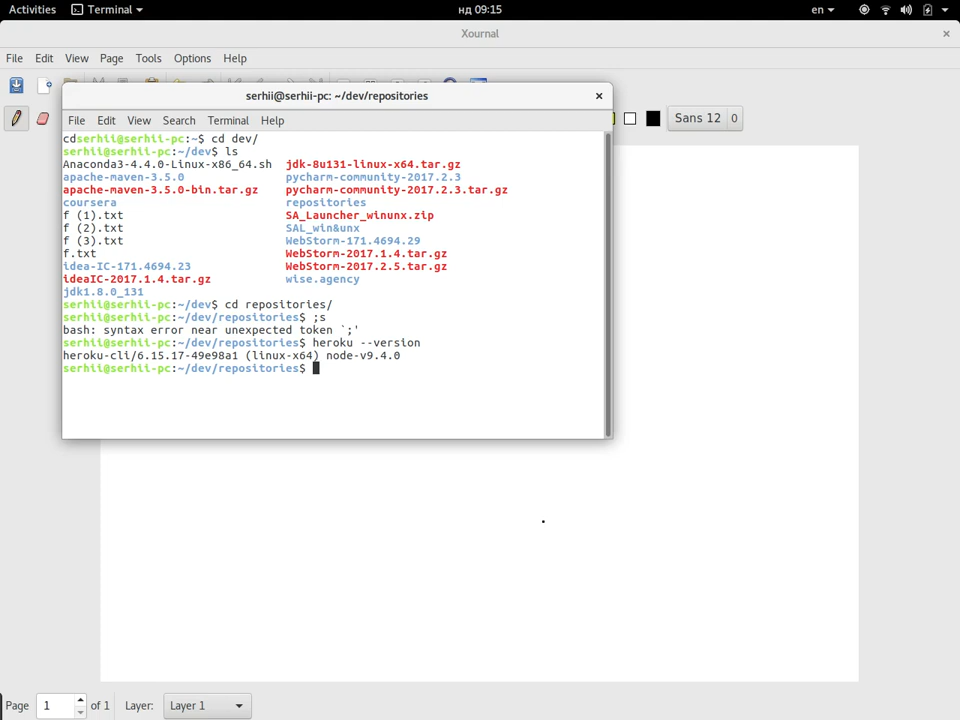 Activities Terminal нд 09:15 en
Xournal
File Edit View Page Tools Options Help
serhii@serhii-pc: ~/dev/repositories
Sans 12 0
File Edit View Search Terminal Help
cdserhii@serhii-pc:~$ cd dev/
serhii@serhii-pc:~/dev$ ls
Anaconda3-4.4.0-Linux-x86_64.sh jdk-8u131-linux-x64.tar.gz
apache-maven-3.5.0 pycharm-community-2017.2.3
apache-maven-3.5.0-bin.tar.gz pycharm-community-2017.2.3.tar.gz
coursera repositories
f (1).txt SA_Launcher_winunx.zip
f (2).txt SAL_win&unx
f (3).txt WebStorm-171.4694.29
f.txt WebStorm-2017.1.4.tar.gz
idea-IC-171.4694.23 WebStorm-2017.2.5.tar.gz
ideaIC-2017.1.4.tar.gz wise.agency
jdk1.8.0_131
serhii@serhii-pc:~/dev$ cd repositories/
serhii@serhii-pc:~/dev/repositories$ ;s
bash: syntax error near unexpected token `;'
serhii@serhii-pc:~/dev/repositories$ heroku --version
heroku-cli/6.15.17-49e98a1 (linux-x64) node-v9.4.0
serhii@serhii-pc:~/dev/repositories$
Page 1 of 1 Layer: Layer 1